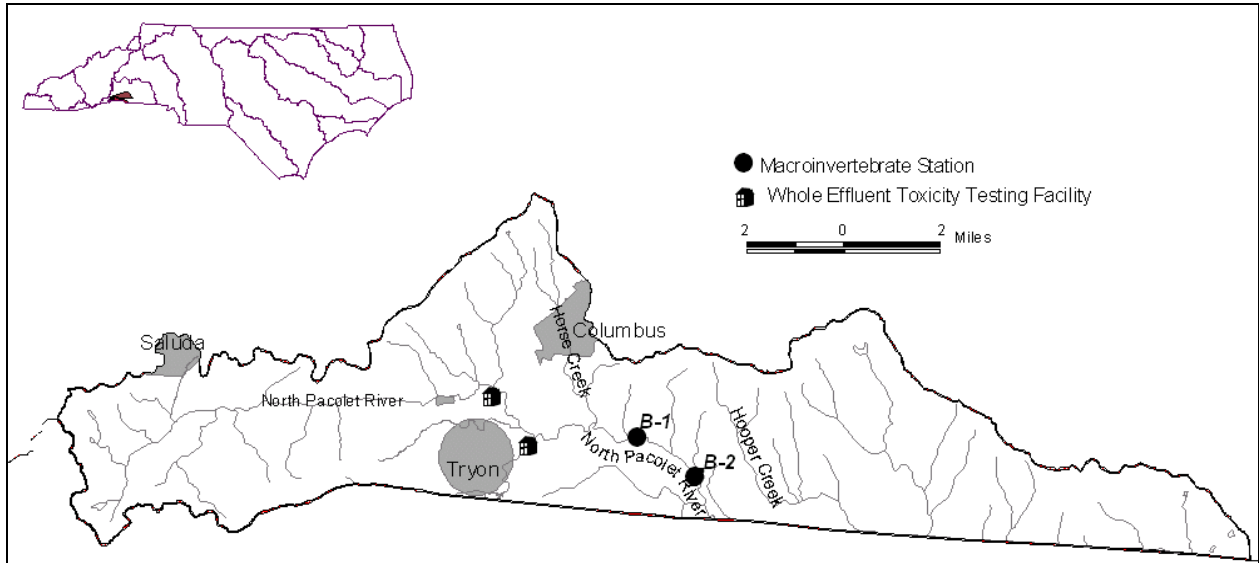 Macroinvertebrate Station
Whole Effluent Toxicity Testing Facility
2 0 2 Miles
Saluda
Columbus
Horse Creek
North Pacolet River
B-1
North Pacolet River
B-2
Hooper Creek
Tryon